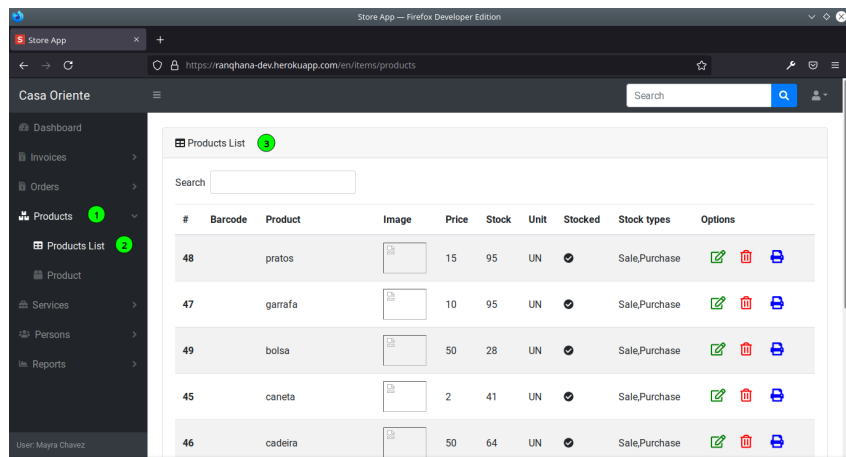 Store App — Firefox Developer Edition
S Store App × +
https://ranqhana-dev.herokuapp.com/en/items/products
Casa Oriente
Search
Dashboard
Invoices
Orders
Products 1
Products List 2
Product
Services
Persons
Reports
User: Mayra Chavez
Products List 3
Search
# Barcode Product Image Price Stock Unit Stocked Stock types Options
48 pratos 15 95 UN Sale,Purchase
47 garrafa 10 95 UN Sale,Purchase
49 bolsa 50 28 UN Sale,Purchase
45 caneta 2 41 UN Sale,Purchase
46 cadeira 50 64 UN Sale,Purchase